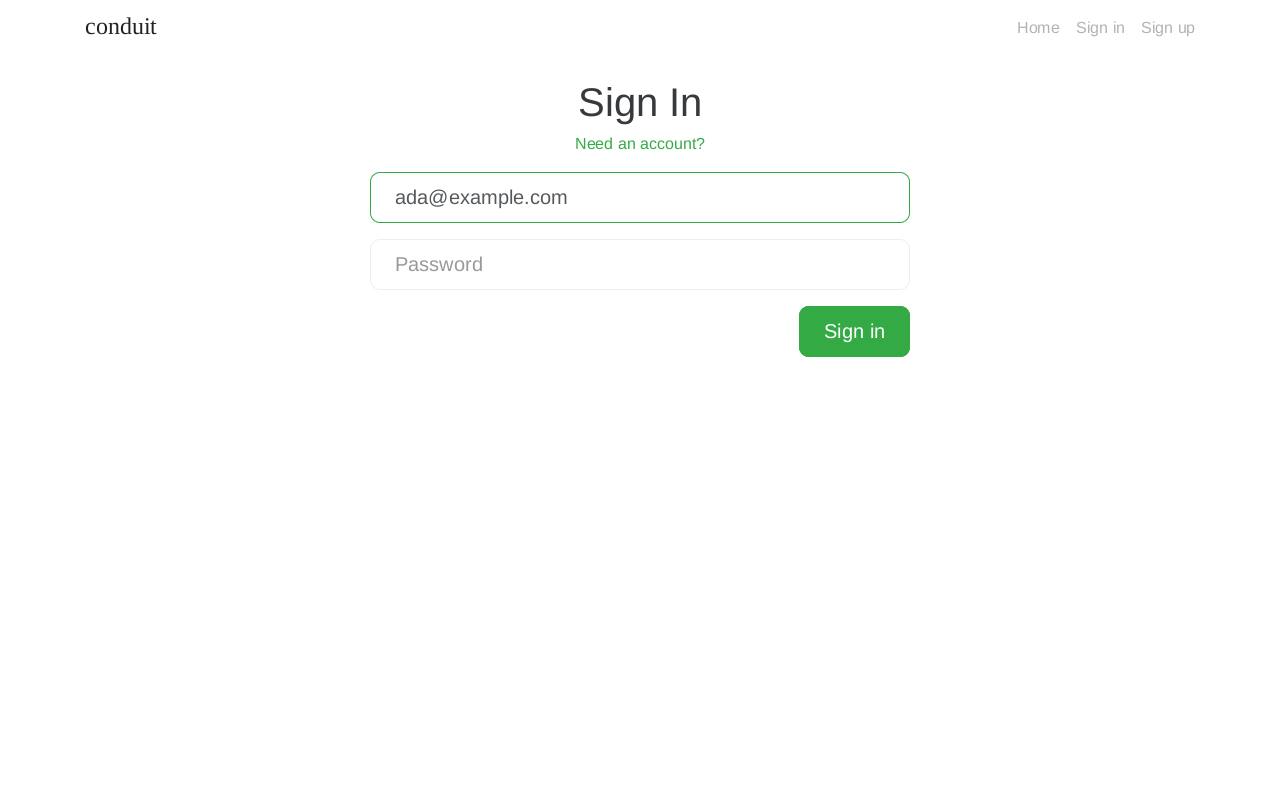 conduit
Home Sign in Sign up
Sign In
Need an account?
ada@example.com
Password
Sign in